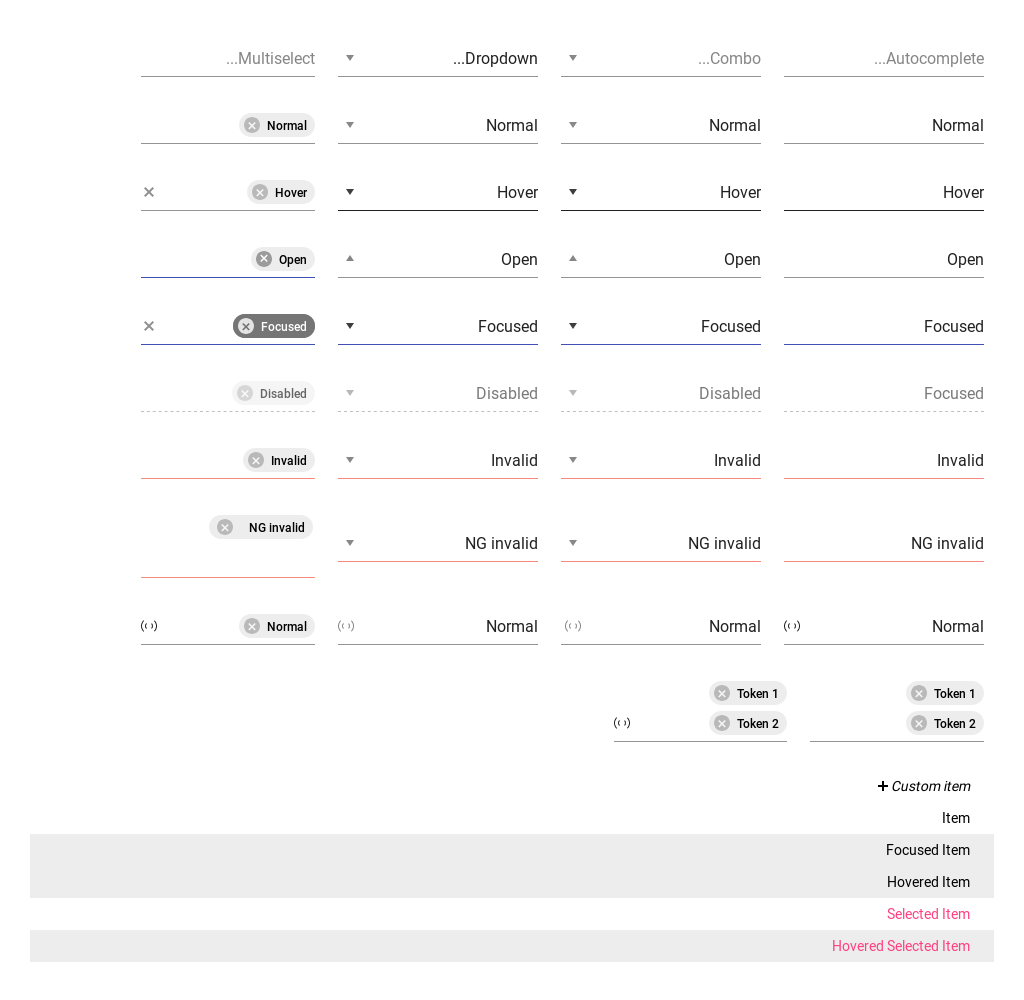 ...Multiselect ...Dropdown ...Combo ...Autocomplete
Normal Normal Normal Normal
Hover Hover Hover Hover
Open Open Open Open
Focused Focused Focused Focused
Disabled Disabled Disabled Focused
Invalid Invalid Invalid Invalid
NG invalid NG invalid NG invalid NG invalid
Normal Normal Normal Normal
Token 1 Token 1
Token 2 Token 2
Custom item
Item
Focused Item
Hovered Item
Selected Item
Hovered Selected Item